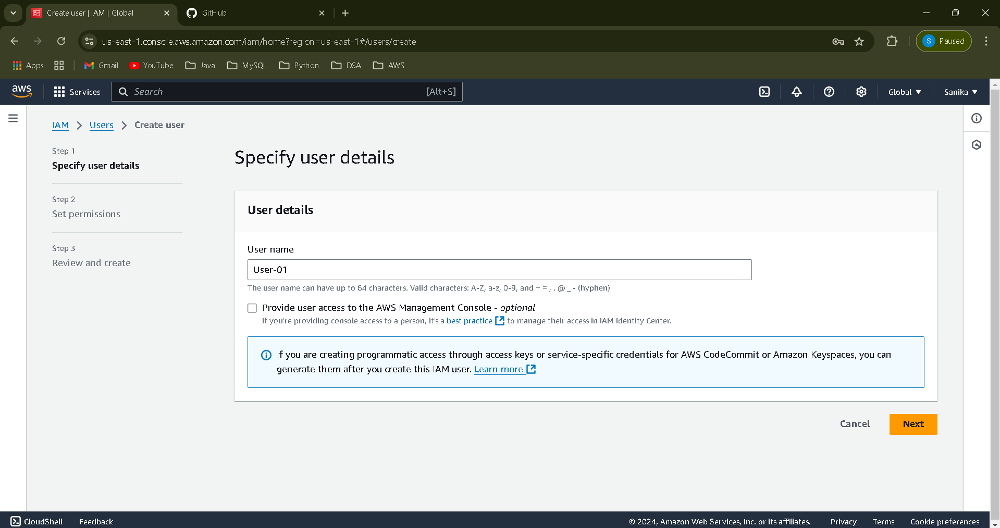 Create user | IAM | Global
GitHub
us-east-1.console.aws.amazon.com/iam/home?region=us-east-1#/users/create
S Paused
Apps
Gmail
YouTube
Java
MySQL
Python
DSA
AWS
aws
Services
Search [Alt+S]
Global
Sanika
IAM
Users
Create user
Step 1
Specify user details
Step 2
Set permissions
Step 3
Review and create
Specify user details
User details
User name
User-01
The user name can have up to 64 characters. Valid characters: A-Z, a-z, 0-9, and + = , . @ _ - (hyphen)
Provide user access to the AWS Management Console - optional
If you're providing console access to a person, it's a best practice to manage their access in IAM Identity Center.
If you are creating programmatic access through access keys or service-specific credentials for AWS CodeCommit or Amazon Keyspaces, you can
generate them after you create this IAM user. Learn more
Cancel
Next
CloudShell
Feedback
© 2024, Amazon Web Services, Inc. or its affiliates.
Privacy
Terms
Cookie preferences